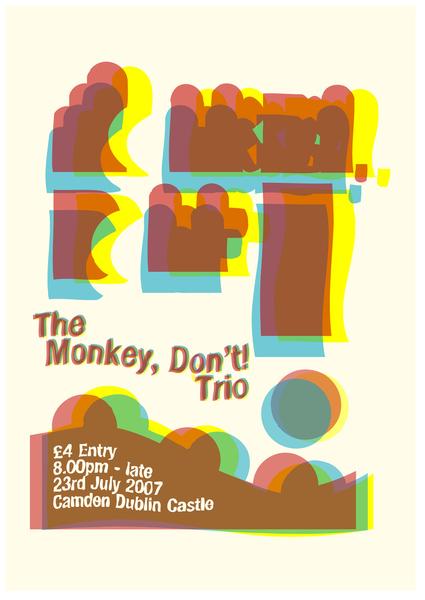 The
Monkey, Don't!
Trio
£4 Entry
8.00pm - late
23rd July 2007
Camden Dublin Castle